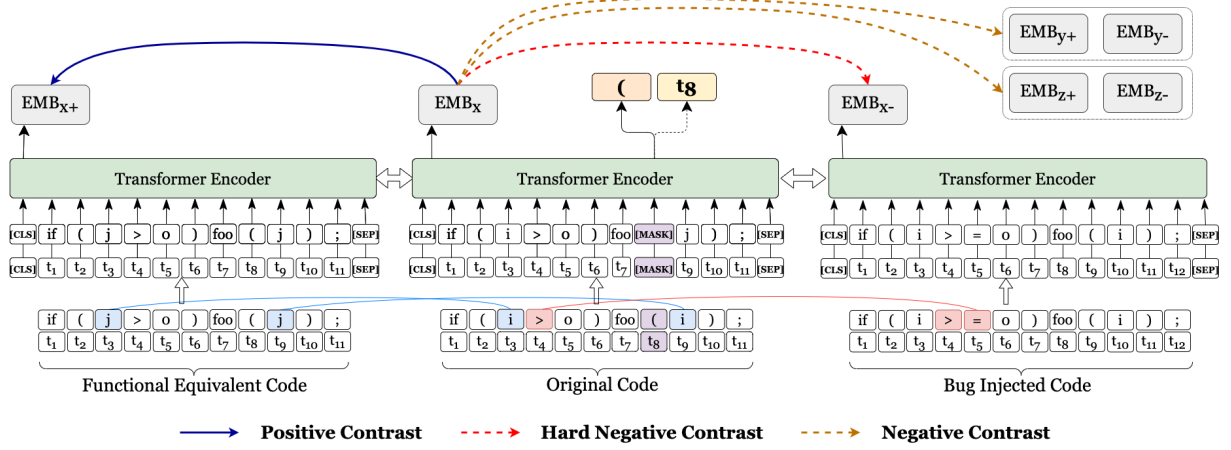 EMBy+ EMBy-
EMBx+ EMBx ( t8 EMBx- EMBz+ EMBz-
Transformer Encoder Transformer Encoder Transformer Encoder
[CLS] if ( j > 0 ) foo ( j ) ; [SEP] [CLS] if ( i > 0 ) foo [MASK] j ) ; [SEP] [CLS] if ( i > = 0 ) foo ( i ) ; [SEP]
[CLS] t1 t2 t3 t4 t5 t6 t7 t8 t9 t10 t11 [SEP] [CLS] t1 t2 t3 t4 t5 t6 t7 [MASK] t9 t10 t11 [SEP] [CLS] t1 t2 t3 t4 t5 t6 t7 t8 t9 t10 t11 t12 [SEP]
if ( j > 0 ) foo ( j ) ; if ( i > 0 ) foo ( i ) ; if ( i > = 0 ) foo ( i ) ;
t1 t2 t3 t4 t5 t6 t7 t8 t9 t10 t11 t1 t2 t3 t4 t5 t6 t7 t8 t9 t10 t11 t1 t2 t3 t4 t5 t6 t7 t8 t9 t10 t11 t12
Functional Equivalent Code Original Code Bug Injected Code
Positive Contrast Hard Negative Contrast Negative Contrast